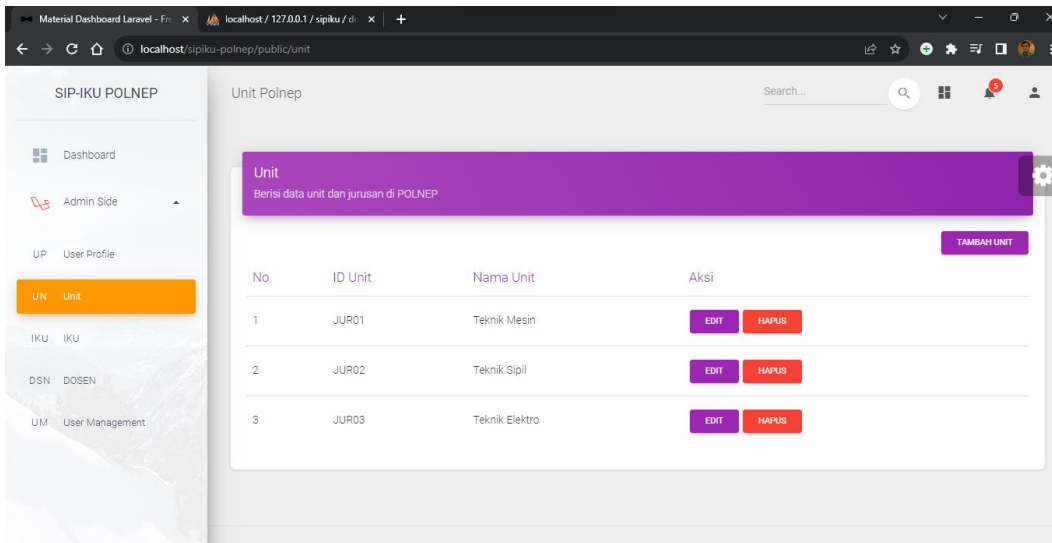 Material Dashboard Laravel - Fre
localhost / 127.0.0.1 / sipiku / do
localhost/sipiku-polnep/public/unit
SIP-IKU POLNEP
Dashboard
Admin Side
UP User Profile
UN Unit
IKU IKU
DSN DOSEN
UM User Management
Unit Polnep
Search...
5
Unit
Berisi data unit dan jurusan di POLNEP
TAMBAH UNIT
No ID Unit Nama Unit Aksi
1 JUR01 Teknik Mesin EDIT HAPUS
2 JUR02 Teknik Sipil EDIT HAPUS
3 JUR03 Teknik Elektro EDIT HAPUS